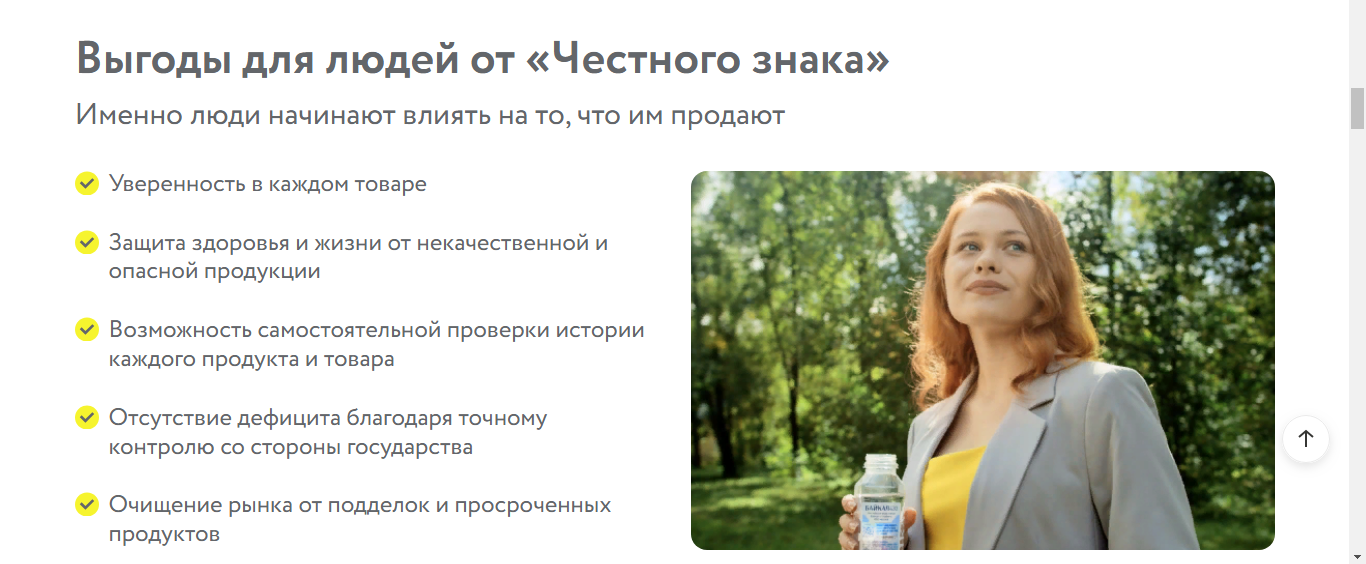 Выгоды для людей от «Честного знака»
Именно люди начинают влиять на то, что им продают
Уверенность в каждом товаре
Защита здоровья и жизни от некачественной и
опасной продукции
Возможность самостоятельной проверки истории
каждого продукта и товара
Отсутствие дефицита благодаря точному
контролю со стороны государства
Очищение рынка от подделок и просроченных
продуктов